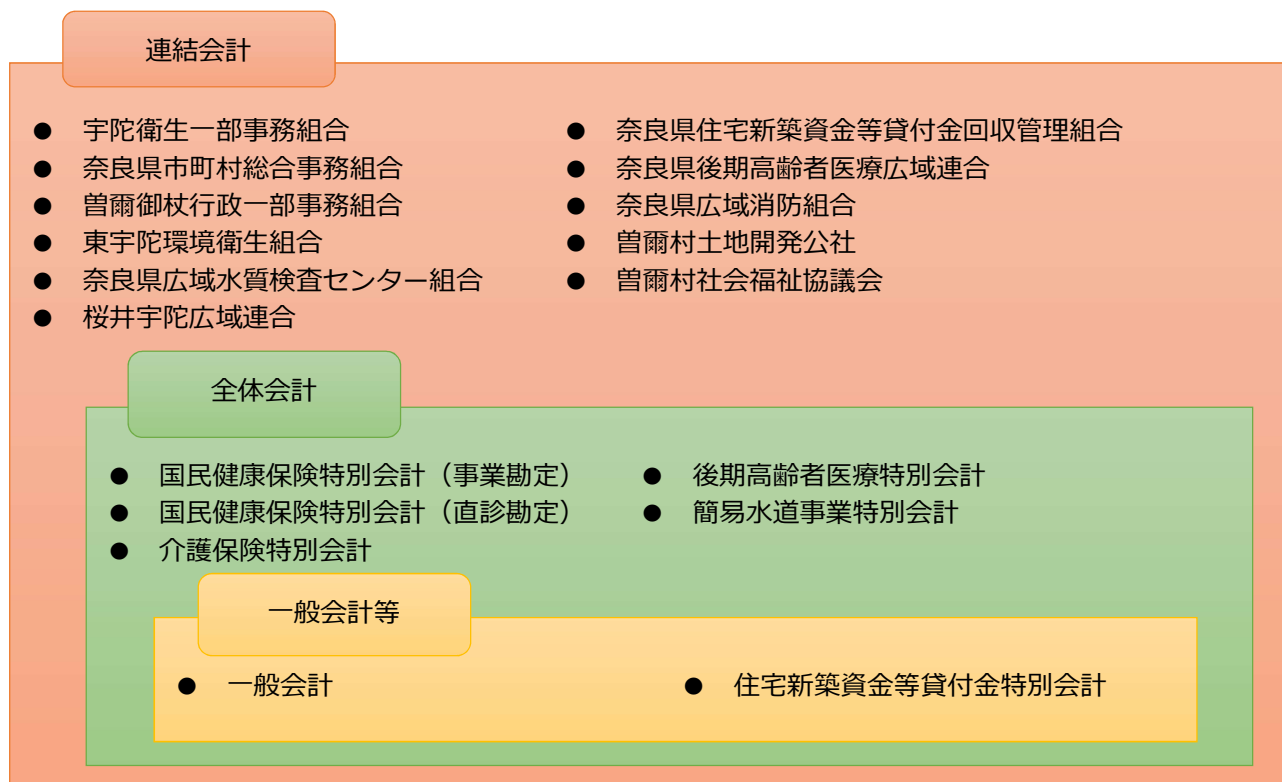 連結会計
● 宇陀衛生一部事務組合
● 奈良県市町村総合事務組合
● 曽爾御杖行政一部事務組合
● 東宇陀環境衛生組合
● 奈良県広域水質検査センター組合
● 桜井宇陀広域連合
● 奈良県住宅新築資金等貸付金回収管理組合
● 奈良県後期高齢者医療広域連合
● 奈良県広域消防組合
● 曽爾村土地開発公社
● 曽爾村社会福祉協議会
全体会計
● 国民健康保険特別会計（事業勘定）
● 国民健康保険特別会計（直診勘定）
● 介護保険特別会計
● 後期高齢者医療特別会計
● 簡易水道事業特別会計
一般会計等
● 一般会計
● 住宅新築資金等貸付金特別会計